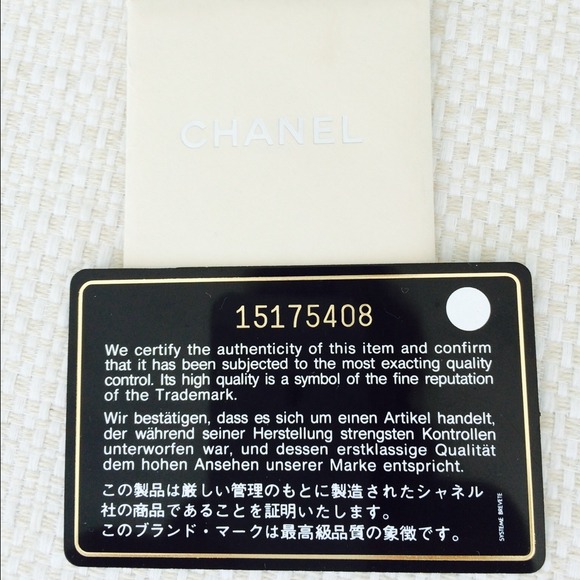 CHANEL
15175408
We certify the authenticity of this item and confirm
that it has been subjected to the most exacting quality
control. Its high quality is a symbol of the fine reputation
of the Trademark.
Wir bestätigen, dass es sich um einen Artikel handelt,
der während seiner Herstellung strengsten Kontrollen
unterworfen war, und dessen erstklassige Qualität
dem hohen Ansehen unserer Marke entspricht.
この製品は厳しい管理のもとに製造されたシャネル
社の商品であることを証明いたします。
このブランド・マークは最高級品質の象徴です。
SYSTEME BREVETE